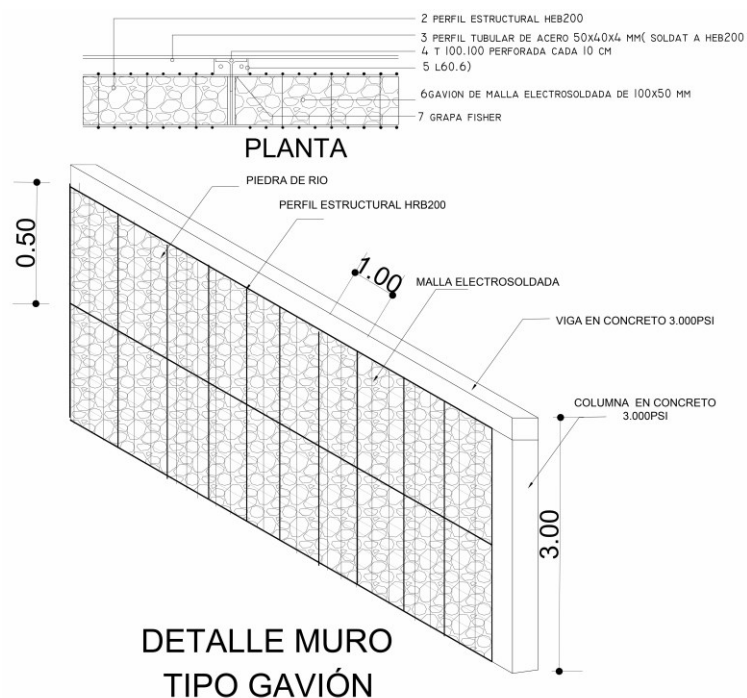 2 PERFIL ESTRUCTURAL HEB200
3 PERFIL TUBULAR DE ACERO 50X40X4 MM( SOLDAT A HEB200
4 T 100.100 PERFORADA CADA 10 CM
5 L60.6)
6GAVION DE MALLA ELECTROSOLDADA DE 100X50 MM
7 GRAPA FISHER
PLANTA
PIEDRA DE RIO
PERFIL ESTRUCTURAL HRB200
0.50
1.00
MALLA ELECTROSOLDADA
VIGA EN CONCRETO 3.000PSI
COLUMNA EN CONCRETO
3.000PSI
3.00
DETALLE MURO
TIPO GAVIÓN